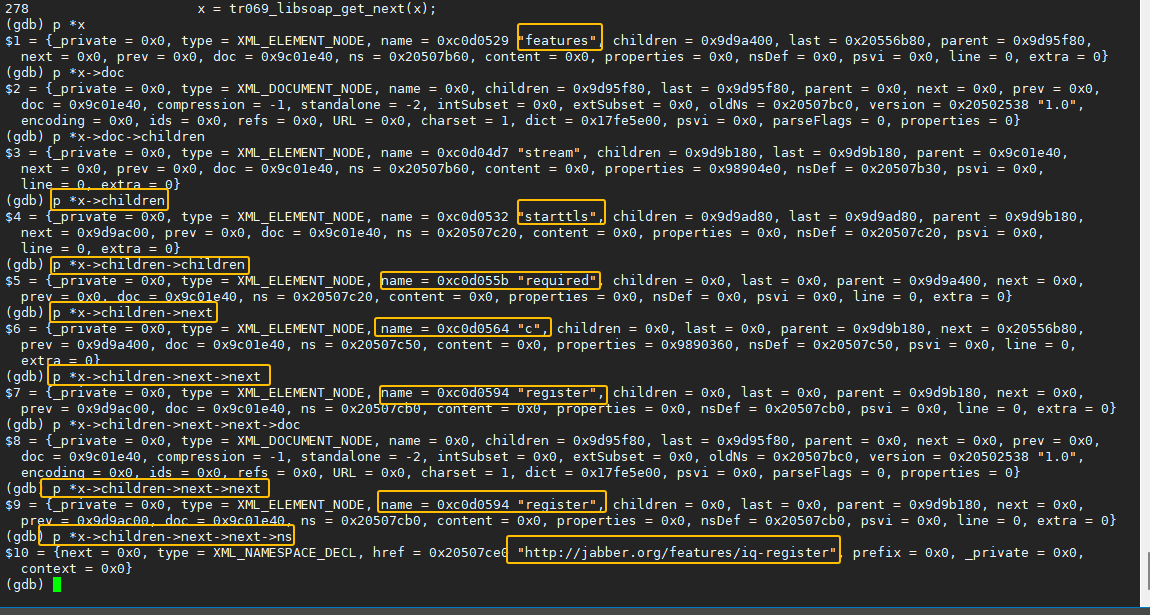 278                     x = tr069_libsoap_get_next(x);
(gdb) p *x
$1 = {_private = 0x0, type = XML_ELEMENT_NODE, name = 0xc0d0529 "features", children = 0x9d9a400, last = 0x20556b80, parent = 0x9d95f80,
  next = 0x0, prev = 0x0, doc = 0x9c01e40, ns = 0x20507b60, content = 0x0, properties = 0x0, nsDef = 0x0, psvi = 0x0, line = 0, extra = 0}
(gdb) p *x->doc
$2 = {_private = 0x0, type = XML_DOCUMENT_NODE, name = 0x0, children = 0x9d95f80, last = 0x9d95f80, parent = 0x0, next = 0x0, prev = 0x0,
  doc = 0x9c01e40, compression = -1, standalone = -2, intSubset = 0x0, extSubset = 0x0, oldNs = 0x20507bc0, version = 0x20502538 "1.0",
  encoding = 0x0, ids = 0x0, refs = 0x0, URL = 0x0, charset = 1, dict = 0x17fe5e00, psvi = 0x0, parseFlags = 0, properties = 0}
(gdb) p *x->doc->children
$3 = {_private = 0x0, type = XML_ELEMENT_NODE, name = 0xc0d04d7 "stream", children = 0x9d9b180, last = 0x9d9b180, parent = 0x9c01e40,
  next = 0x0, prev = 0x0, doc = 0x9c01e40, ns = 0x20507b60, content = 0x0, properties = 0x98904e0, nsDef = 0x20507b30, psvi = 0x0,
  line = 0, extra = 0}
(gdb) p *x->children
$4 = {_private = 0x0, type = XML_ELEMENT_NODE, name = 0xc0d0532 "starttls", children = 0x9d9ad80, last = 0x9d9ad80, parent = 0x9d9b180,
  next = 0x9d9ac00, prev = 0x0, doc = 0x9c01e40, ns = 0x20507c20, content = 0x0, properties = 0x0, nsDef = 0x20507c20, psvi = 0x0,
  line = 0, extra = 0}
(gdb) p *x->children->children
$5 = {_private = 0x0, type = XML_ELEMENT_NODE, name = 0xc0d055b "required", children = 0x0, last = 0x0, parent = 0x9d9a400, next = 0x0,
  prev = 0x0, doc = 0x9c01e40, ns = 0x20507c20, content = 0x0, properties = 0x0, nsDef = 0x0, psvi = 0x0, line = 0, extra = 0}
(gdb) p *x->children->next
$6 = {_private = 0x0, type = XML_ELEMENT_NODE, name = 0xc0d0564 "c", children = 0x0, last = 0x0, parent = 0x9d9b180, next = 0x20556b80,
  prev = 0x9d9a400, doc = 0x9c01e40, ns = 0x20507c50, content = 0x0, properties = 0x9890360, nsDef = 0x20507c50, psvi = 0x0, line = 0,
  extra = 0}
(gdb) p *x->children->next->next
$7 = {_private = 0x0, type = XML_ELEMENT_NODE, name = 0xc0d0594 "register", children = 0x0, last = 0x0, parent = 0x9d9b180, next = 0x0,
  prev = 0x9d9ac00, doc = 0x9c01e40, ns = 0x20507cb0, content = 0x0, properties = 0x0, nsDef = 0x20507cb0, psvi = 0x0, line = 0, extra = 0}
(gdb) p *x->children->next->next->doc
$8 = {_private = 0x0, type = XML_DOCUMENT_NODE, name = 0x0, children = 0x9d95f80, last = 0x9d95f80, parent = 0x0, next = 0x0, prev = 0x0,
  doc = 0x9c01e40, compression = -1, standalone = -2, intSubset = 0x0, extSubset = 0x0, oldNs = 0x20507bc0, version = 0x20502538 "1.0",
  encoding = 0x0, ids = 0x0, refs = 0x0, URL = 0x0, charset = 1, dict = 0x17fe5e00, psvi = 0x0, parseFlags = 0, properties = 0}
(gdb) p *x->children->next->next
$9 = {_private = 0x0, type = XML_ELEMENT_NODE, name = 0xc0d0594 "register", children = 0x0, last = 0x0, parent = 0x9d9b180, next = 0x0,
  prev = 0x9d9ac00, doc = 0x9c01e40, ns = 0x20507cb0, content = 0x0, properties = 0x0, nsDef = 0x20507cb0, psvi = 0x0, line = 0, extra = 0}
(gdb) p *x->children->next->next->ns
$10 = {next = 0x0, type = XML_NAMESPACE_DECL, href = 0x20507ce0 "http://jabber.org/features/iq-register", prefix = 0x0, _private = 0x0,
  context = 0x0}
(gdb)